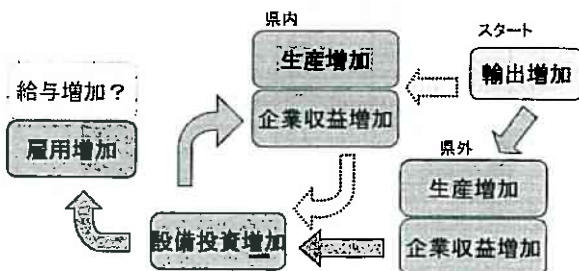 県内
スタート
生産増加
輸出増加
給与増加？
企業収益増加
雇用増加
県外
生産増加
設備投資増加
企業収益増加